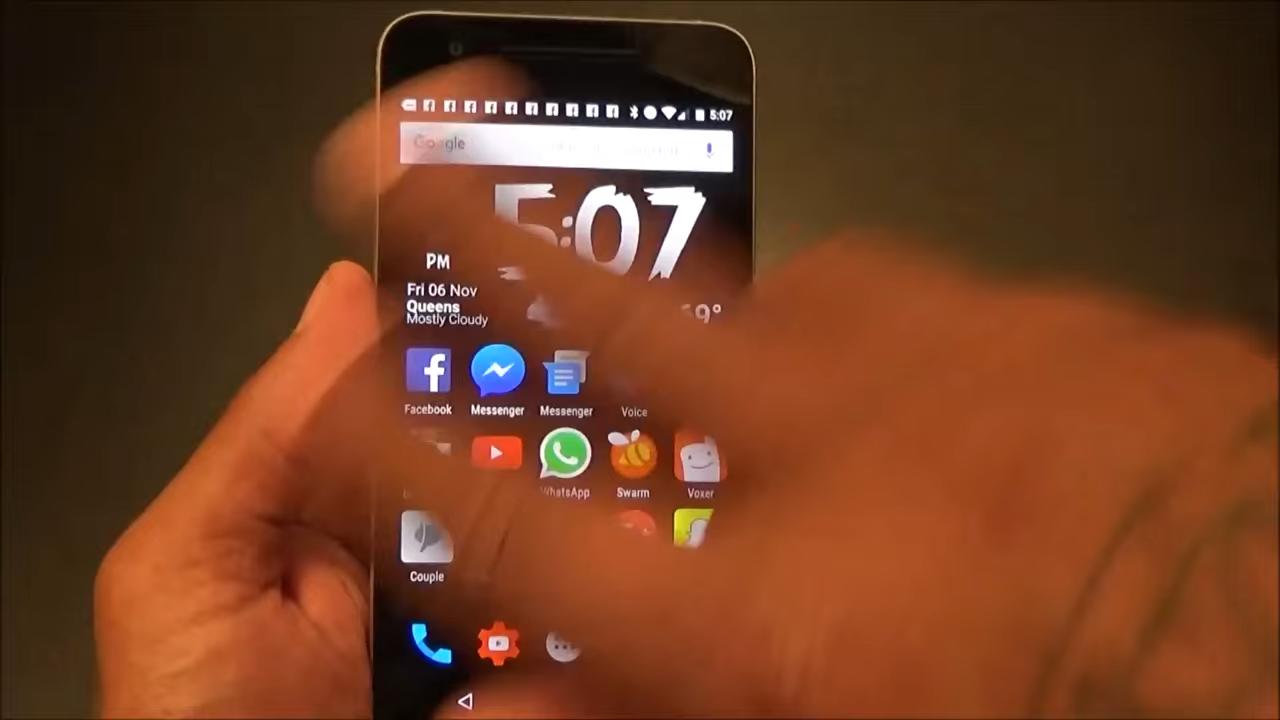 5:07
Google
5:07
PM
Fri 06 Nov
Queens
Mostly Cloudy
9°
Facebook Messenger Messenger Voice
WhatsApp Swarm Voxer
Couple